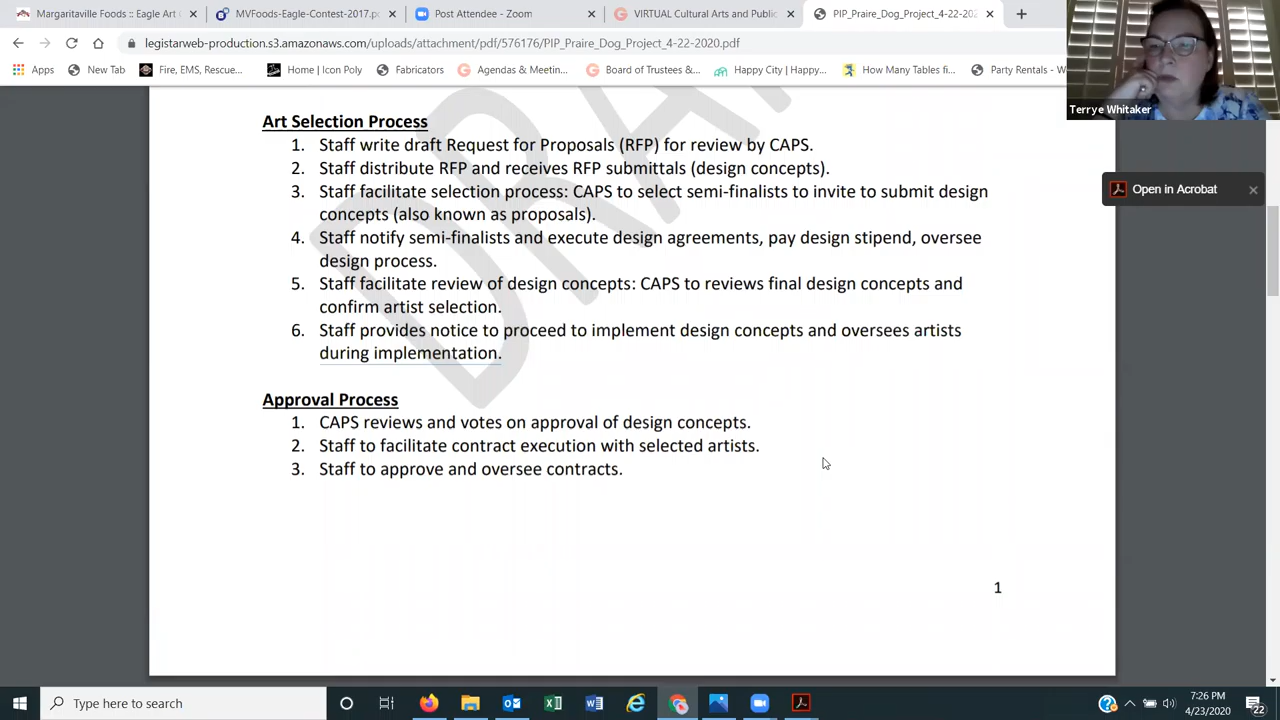 Margaritaville Foods :: Eagle Art
MVFoods-Eagle-Contest-2017.
Post Attendee - Zoom
VIRTUAL Cultural Arts and Public
PIP_Praire_Dog_Project_4-22-202
legistarweb-production.s3.amazonaws.com/uploads/attachment/pdf/576176/PIP_Praire_Dog_Project_4-22-2020.pdf
Apps
New Tab
Fire, EMS, Rescue...
Home | Icon Poly
Fabricators
Agendas & Meetin...
Board of Trustees &...
Happy City | Happy...
How Many Tables fi...
Party Rentals - W
Terrye Whitaker
Open in Acrobat
DRA
Art Selection Process
1. Staff write draft Request for Proposals (RFP) for review by CAPS.
2. Staff distribute RFP and receives RFP submittals (design concepts).
3. Staff facilitate selection process: CAPS to select semi-finalists to invite to submit design
concepts (also known as proposals).
4. Staff notify semi-finalists and execute design agreements, pay design stipend, oversee
design process.
5. Staff facilitate review of design concepts: CAPS to reviews final design concepts and
confirm artist selection.
6. Staff provides notice to proceed to implement design concepts and oversees artists
during implementation.
Approval Process
1. CAPS reviews and votes on approval of design concepts.
2. Staff to facilitate contract execution with selected artists.
3. Staff to approve and oversee contracts.
1
Type here to search
7:26 PM
4/23/2020
22